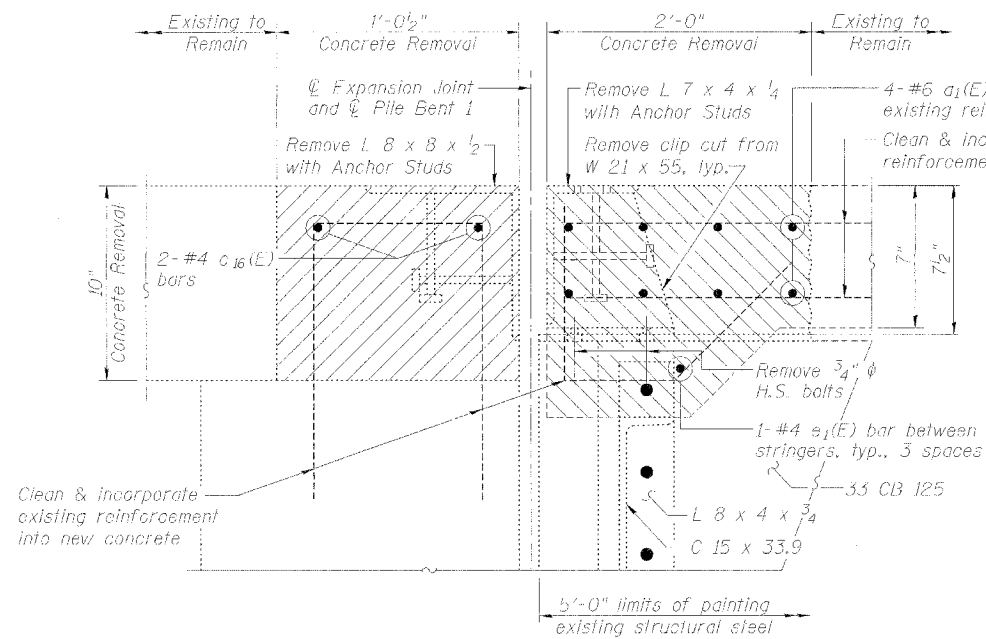 Existing to
Remain
1'-0½"
Concrete Removal
2'-0"
Concrete Removal
Existing to
Remain
℄ Expansion Joint
and ℄ Pile Bent 1
Remove L 8 x 8 x ½
with Anchor Studs
Remove L 7 x 4 x ¼
with Anchor Studs
Remove clip cut from
W 21 x 55, typ.
4-#6 a1(E)
existing rei
Clean & inc
reinforceme
10"
Concrete Removal
2-#4 c16(E)
bars
7"
7½"
Remove ¾" ϕ
H.S. bolts
1-#4 e1(E) bar between
stringers, typ., 3 spaces
33 CB 125
L 8 x 4 x ¾
C 15 x 33.9
Clean & incorporate
existing reinforcement
into new concrete
5'-0" limits of painting
existing structural steel